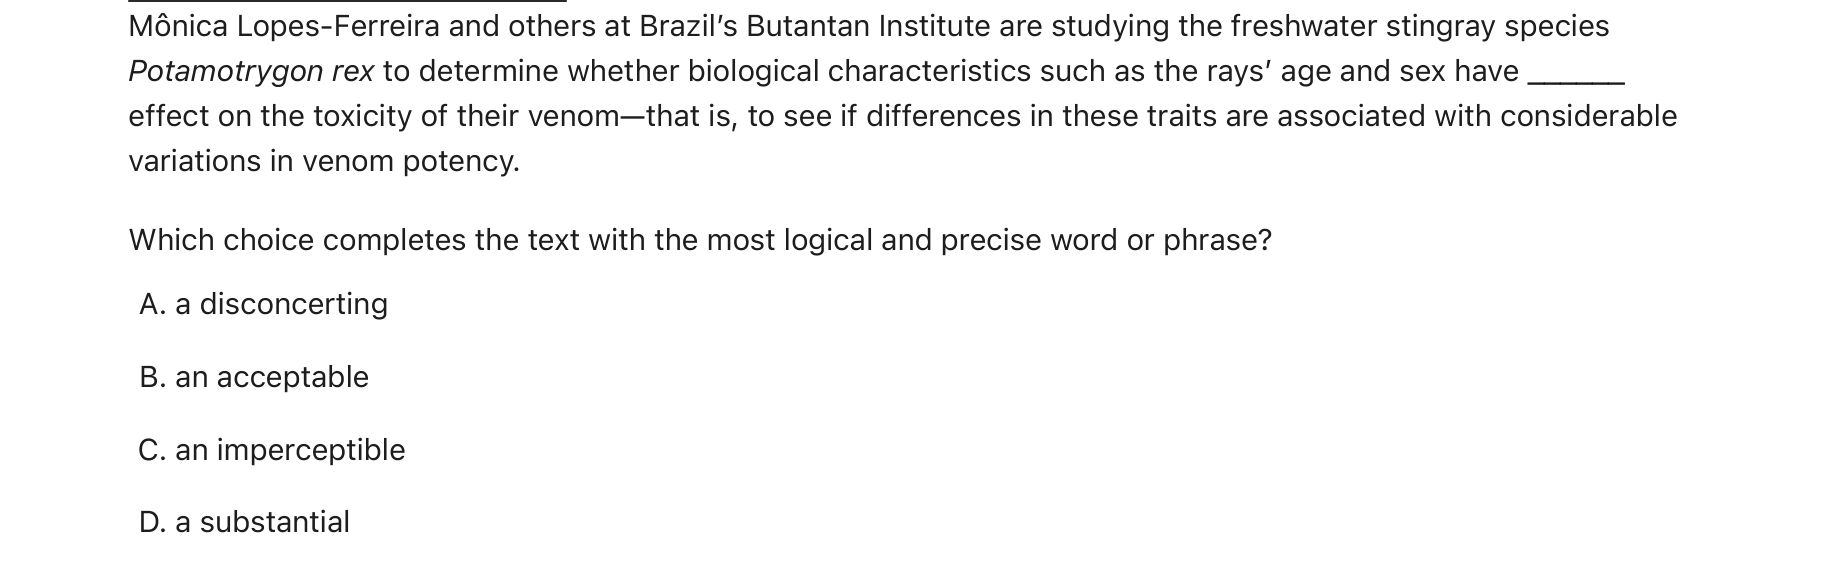 Mônica Lopes-Ferreira and others at Brazil’s Butantan Institute are studying the freshwater stingray species
Potamotrygon rex to determine whether biological characteristics such as the rays’ age and sex have ______
effect on the toxicity of their venom—that is, to see if differences in these traits are associated with considerable
variations in venom potency.
Which choice completes the text with the most logical and precise word or phrase?
A. a disconcerting
B. an acceptable
C. an imperceptible
D. a substantial